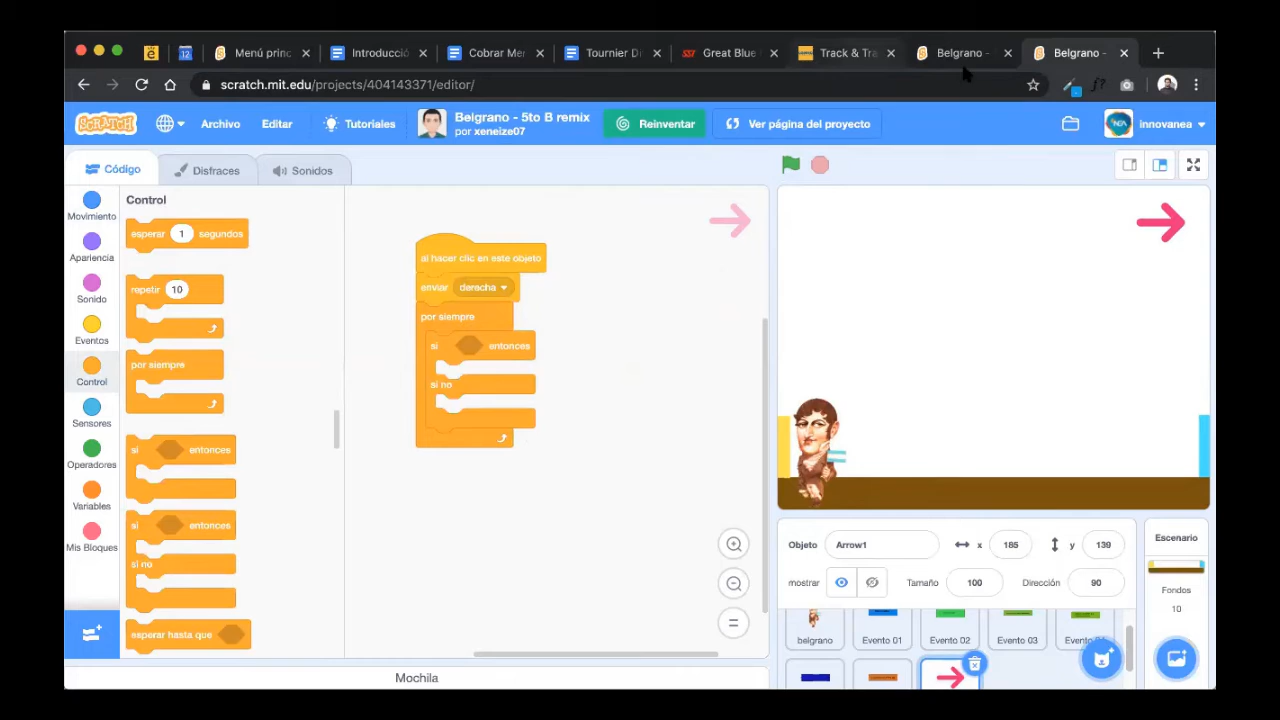 Menú princ
Introducció
Cobrar Mer
Tournier D
Great Blue
Track & Tra
Belgrano -
Belgrano -
scratch.mit.edu/projects/404143371/editor/
SCRATCH
Archivo
Editar
Tutoriales
Belgrano - 5to B remix
por xeneize07
Reinventar
Ver página del proyecto
innovanea
Código
Disfraces
Sonidos
Movimiento
Apariencia
Sonido
Eventos
Control
Sensores
Operadores
Variables
Mis Bloques
Control
esperar 1 segundos
repetir 10
por siempre
si entonces
si entonces
si no
esperar hasta que
al hacer clic en este objeto
enviar derecha
por siempre
si entonces
si no
Mochila
Objeto Arrow1 x 185 y 139
mostrar Tamaño 100 Dirección 90
belgrano
Evento 01
Evento 02
Evento 03
Escenario
Fondos
10